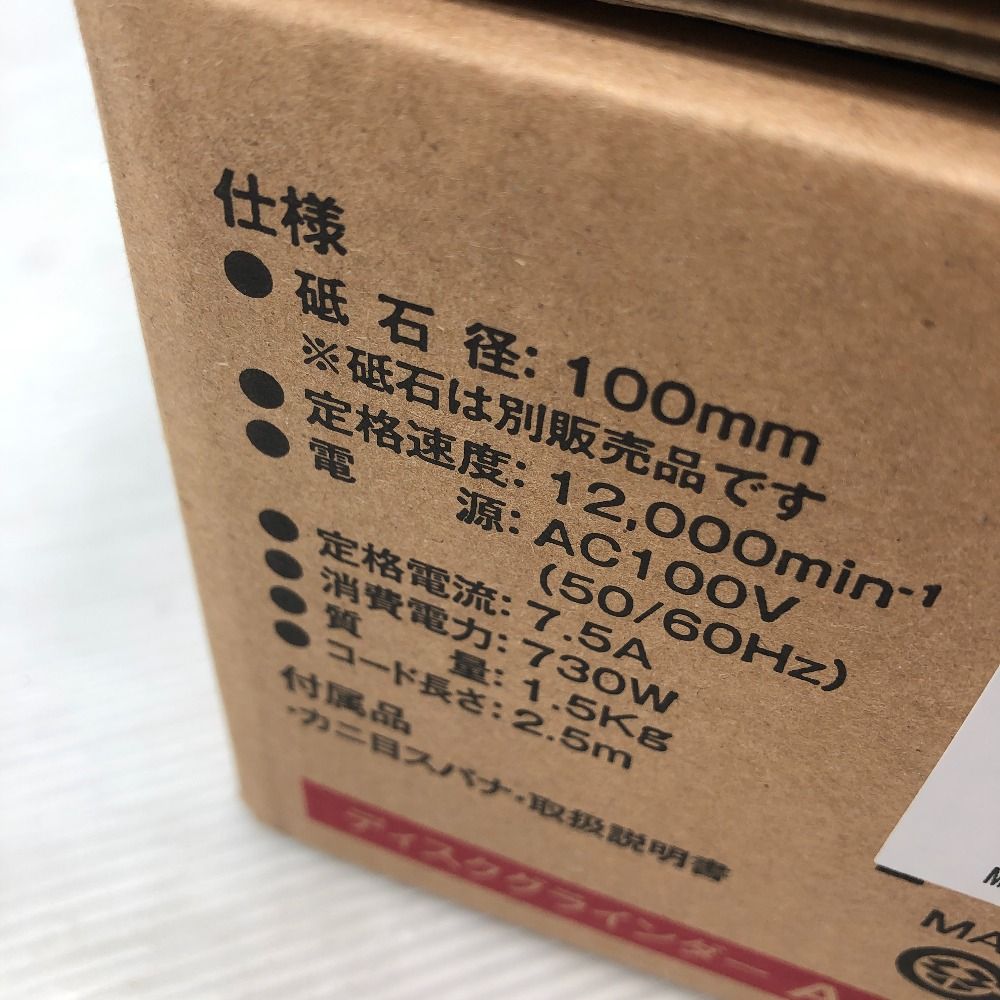 仕様
●砥石径: 100mm
※砥石は別販売品です
●定格速度: 12,000min-1
●電源: AC100V
(50/60Hz)
●定格電流: 7.5A
●消費電力: 730W
●質量: 1.5Kg
●コード長さ: 2.5m
付属品
・カニ目スパナ・取扱説明書
ディスクグラインダー A
MA
M